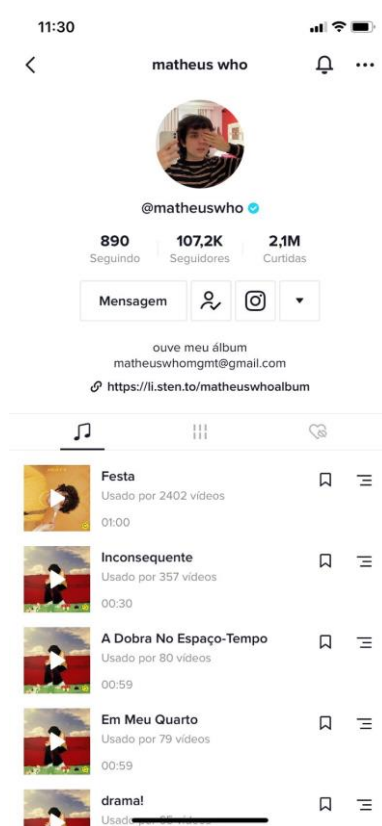 11:30
matheus who
@matheuswho
890 107,2K 2,1M
Seguindo Seguidores Curtidas
Mensagem
ouve meu álbum
matheuswhomgmt@gmail.com
https://li.sten.to/matheuswhoalbum
Festa
Usado por 2402 vídeos
01:00
Inconsequente
Usado por 357 vídeos
00:30
A Dobra No Espaço-Tempo
Usado por 80 vídeos
00:59
Em Meu Quarto
Usado por 79 vídeos
00:59
drama!
Usado